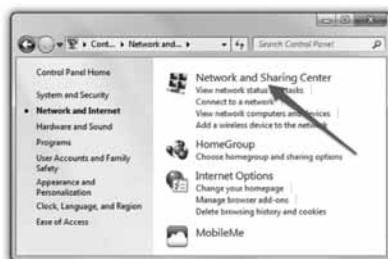 Cont... ▸ Network and... ▸
Search Control Panel
Control Panel Home
System and Security
Network and Internet
Hardware and Sound
Programs
User Accounts and Family
Safety
Appearance and
Personalization
Clock, Language, and Region
Ease of Access
Network and Sharing Center
View network status tasks
Connect to a network
View network computers and devices
Add a wireless device to the
HomeGroup
Choose homegroup and sharing options
Internet Options
Change your homepage
Manage browser add-ons
Delete browsing history and cookies
MobileMe